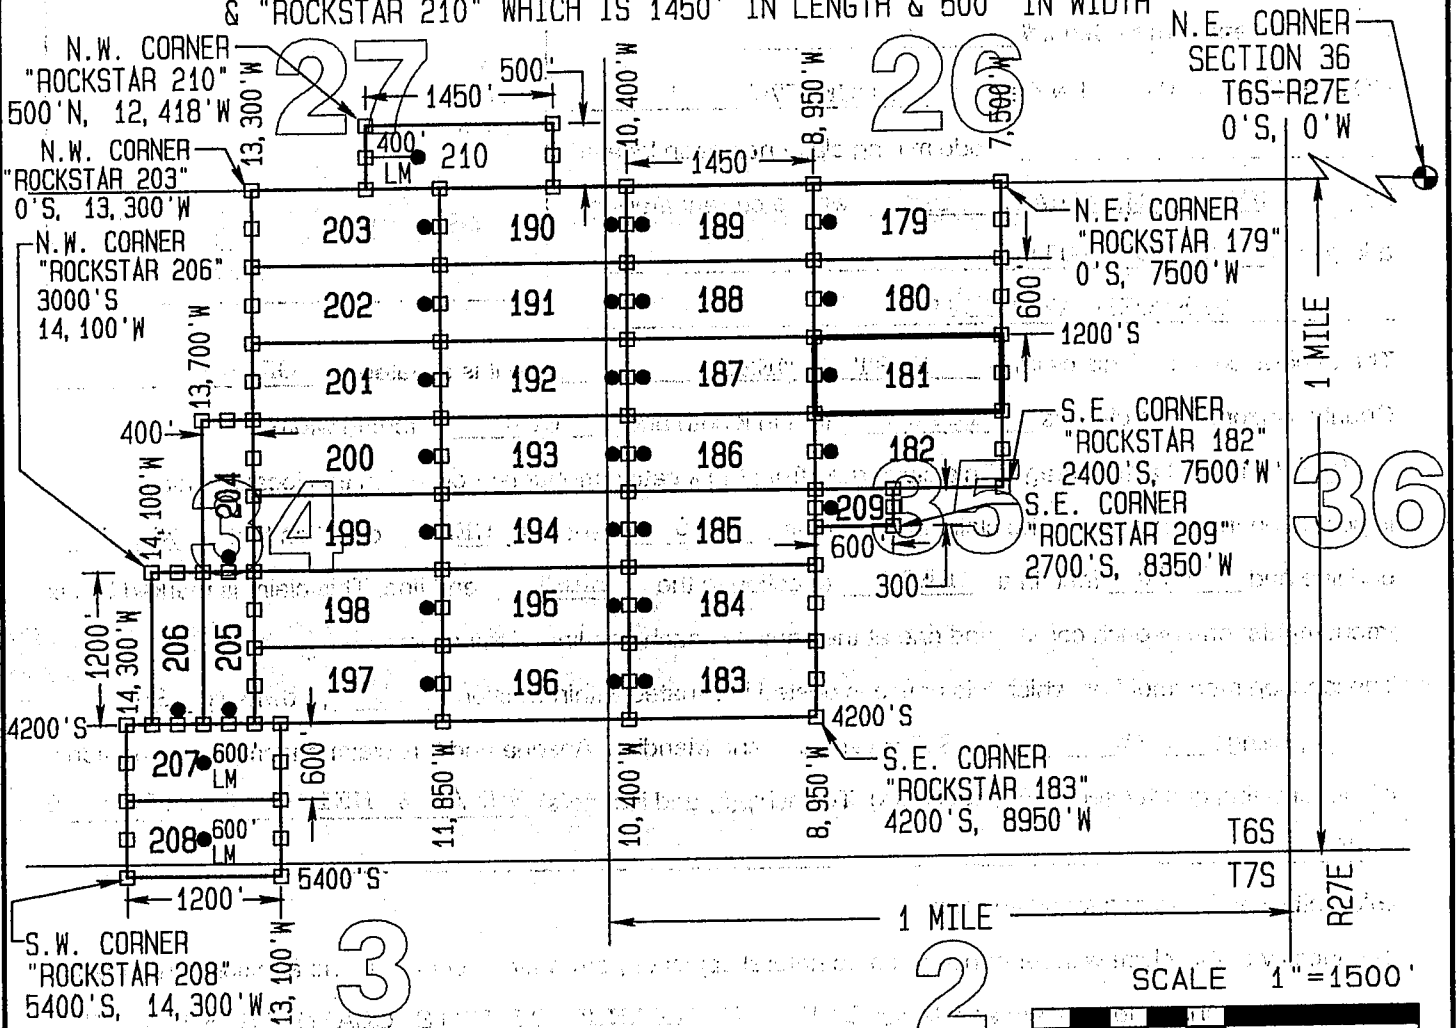 & "ROCKSTAR 210" WHICH IS 1450' IN LENGTH & 500' IN WIDTH
N.W. CORNER
"ROCKSTAR 210"
500'N, 12,418'W
N.W. CORNER
"ROCKSTAR 203"
0'S, 13,300'W
N.W. CORNER
"ROCKSTAR 206"
3000'S
14,100'W
13,300'W.
27
1450'
500'
400'
LM
210
10,400'W.
26
8,950'W.
7,500'W.
1450'
N.E. CORNER
SECTION 36
T6S-R27E
0'S, 0'W
N.E. CORNER
"ROCKSTAR 179"
0'S, 7500'W
203
190
189
179
202
191
188
180
600'
1200'S
1 MILE
13,700'W.
201
192
187
181
400'
S.E. CORNER
"ROCKSTAR 182"
2400'S, 7500'W
200
193
186
182
14,100'W.
204
34
35
36
199
194
185
209
600'
300'
S.E. CORNER
"ROCKSTAR 209"
2700'S, 8350'W
1200'
14,300'W.
206
205
198
195
184
197
196
183
4200'S
4200'S
207
600'
LM
600'
208
600'
LM
11,850'W.
10,400'W.
8,950'W.
S.E. CORNER
"ROCKSTAR 183"
4200'S, 8950'W
T6S
T7S
R27E
5400'S
1200'
1 MILE
S.W. CORNER
"ROCKSTAR 208"
5400'S, 14,300'W
13,100'W.
3
2
SCALE 1"=1500'